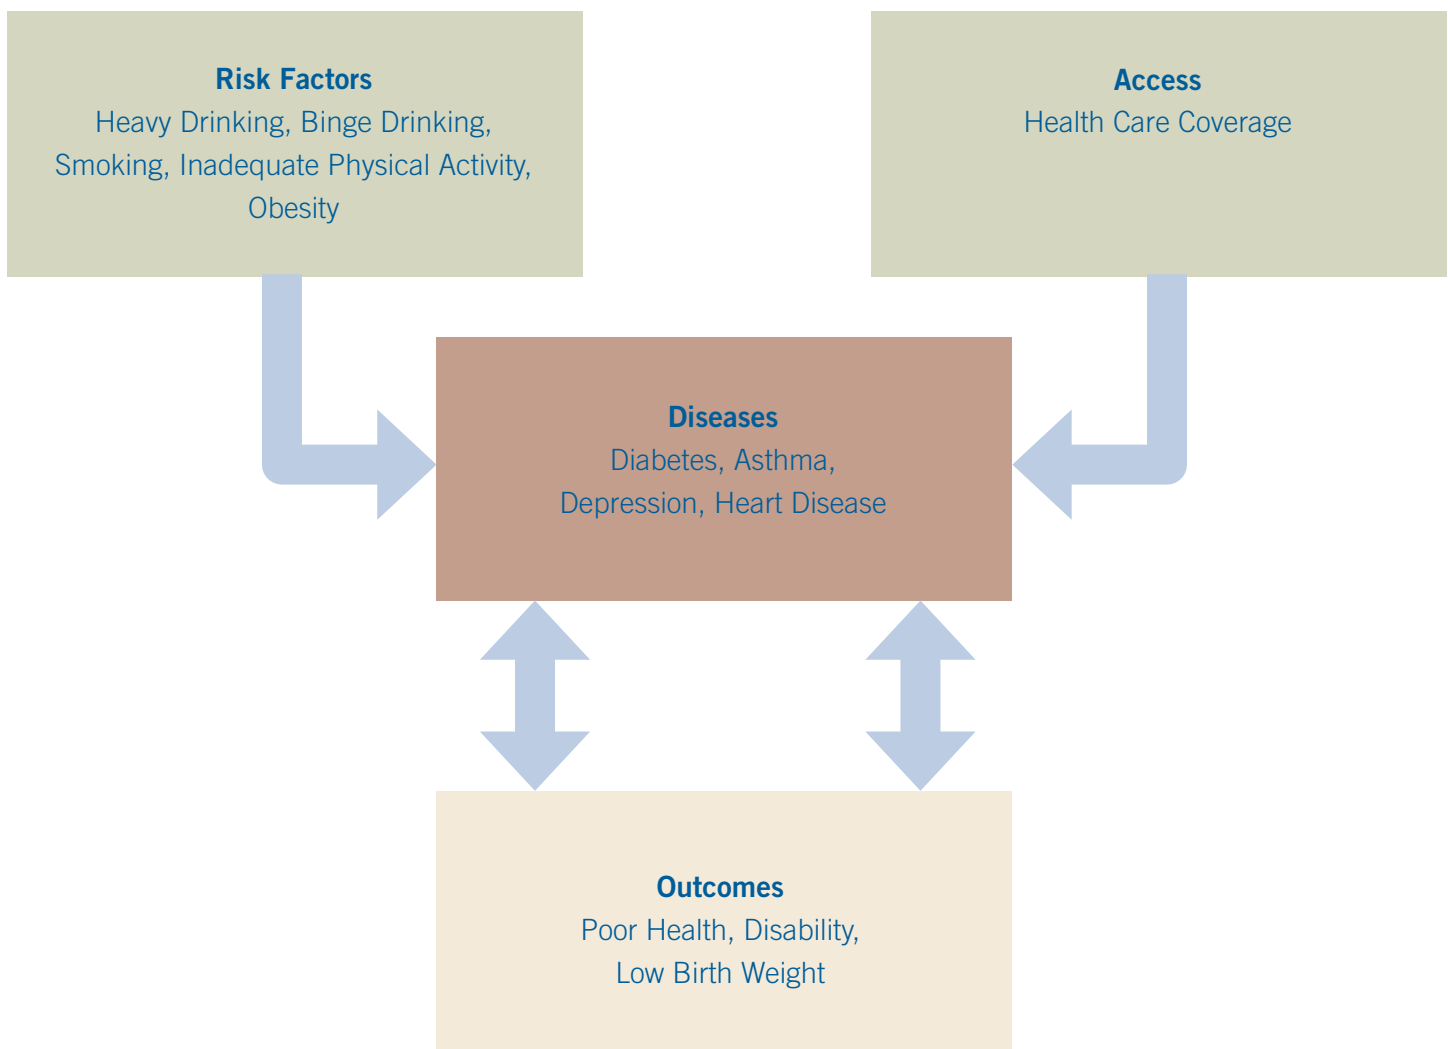 Risk Factors
Heavy Drinking, Binge Drinking,
Smoking, Inadequate Physical Activity,
Obesity
Access
Health Care Coverage
Diseases
Diabetes, Asthma,
Depression, Heart Disease
Outcomes
Poor Health, Disability,
Low Birth Weight